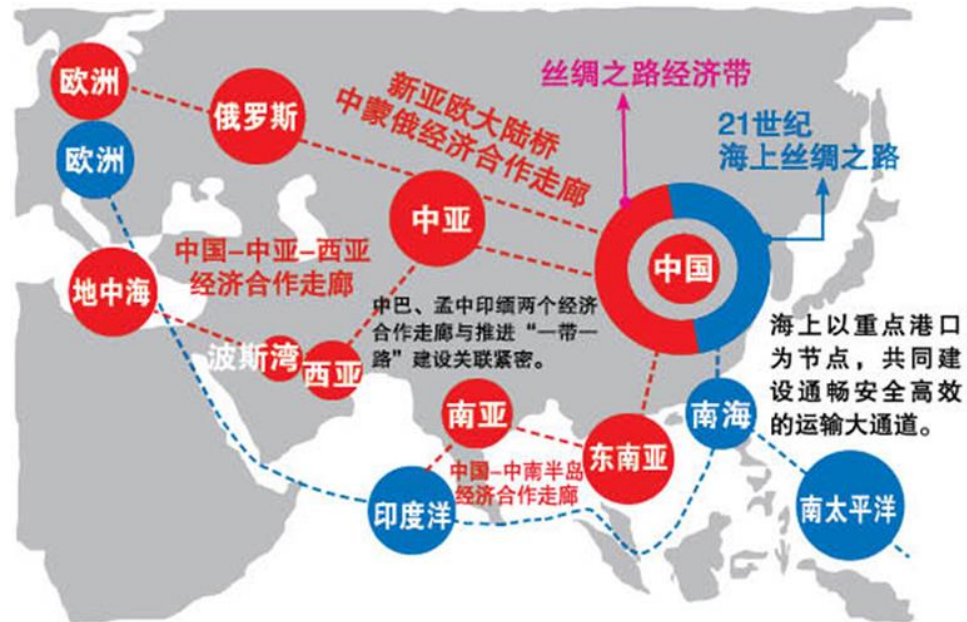 欧洲
丝绸之路经济带
俄罗斯
新亚欧大陆桥
中蒙俄经济合作走廊
21世纪
海上丝绸之路
欧洲
中亚
中国-中亚-西亚
经济合作走廊
中国
地中海
中巴、孟中印缅两个经济
合作走廊与推进“一带一
路”建设关联紧密。
海上以重点港口
为节点，共同建
设通畅安全高效
的运输大通道。
波斯湾
西亚
南亚
南海
东南亚
中国-中南半岛
经济合作走廊
印度洋
南太平洋